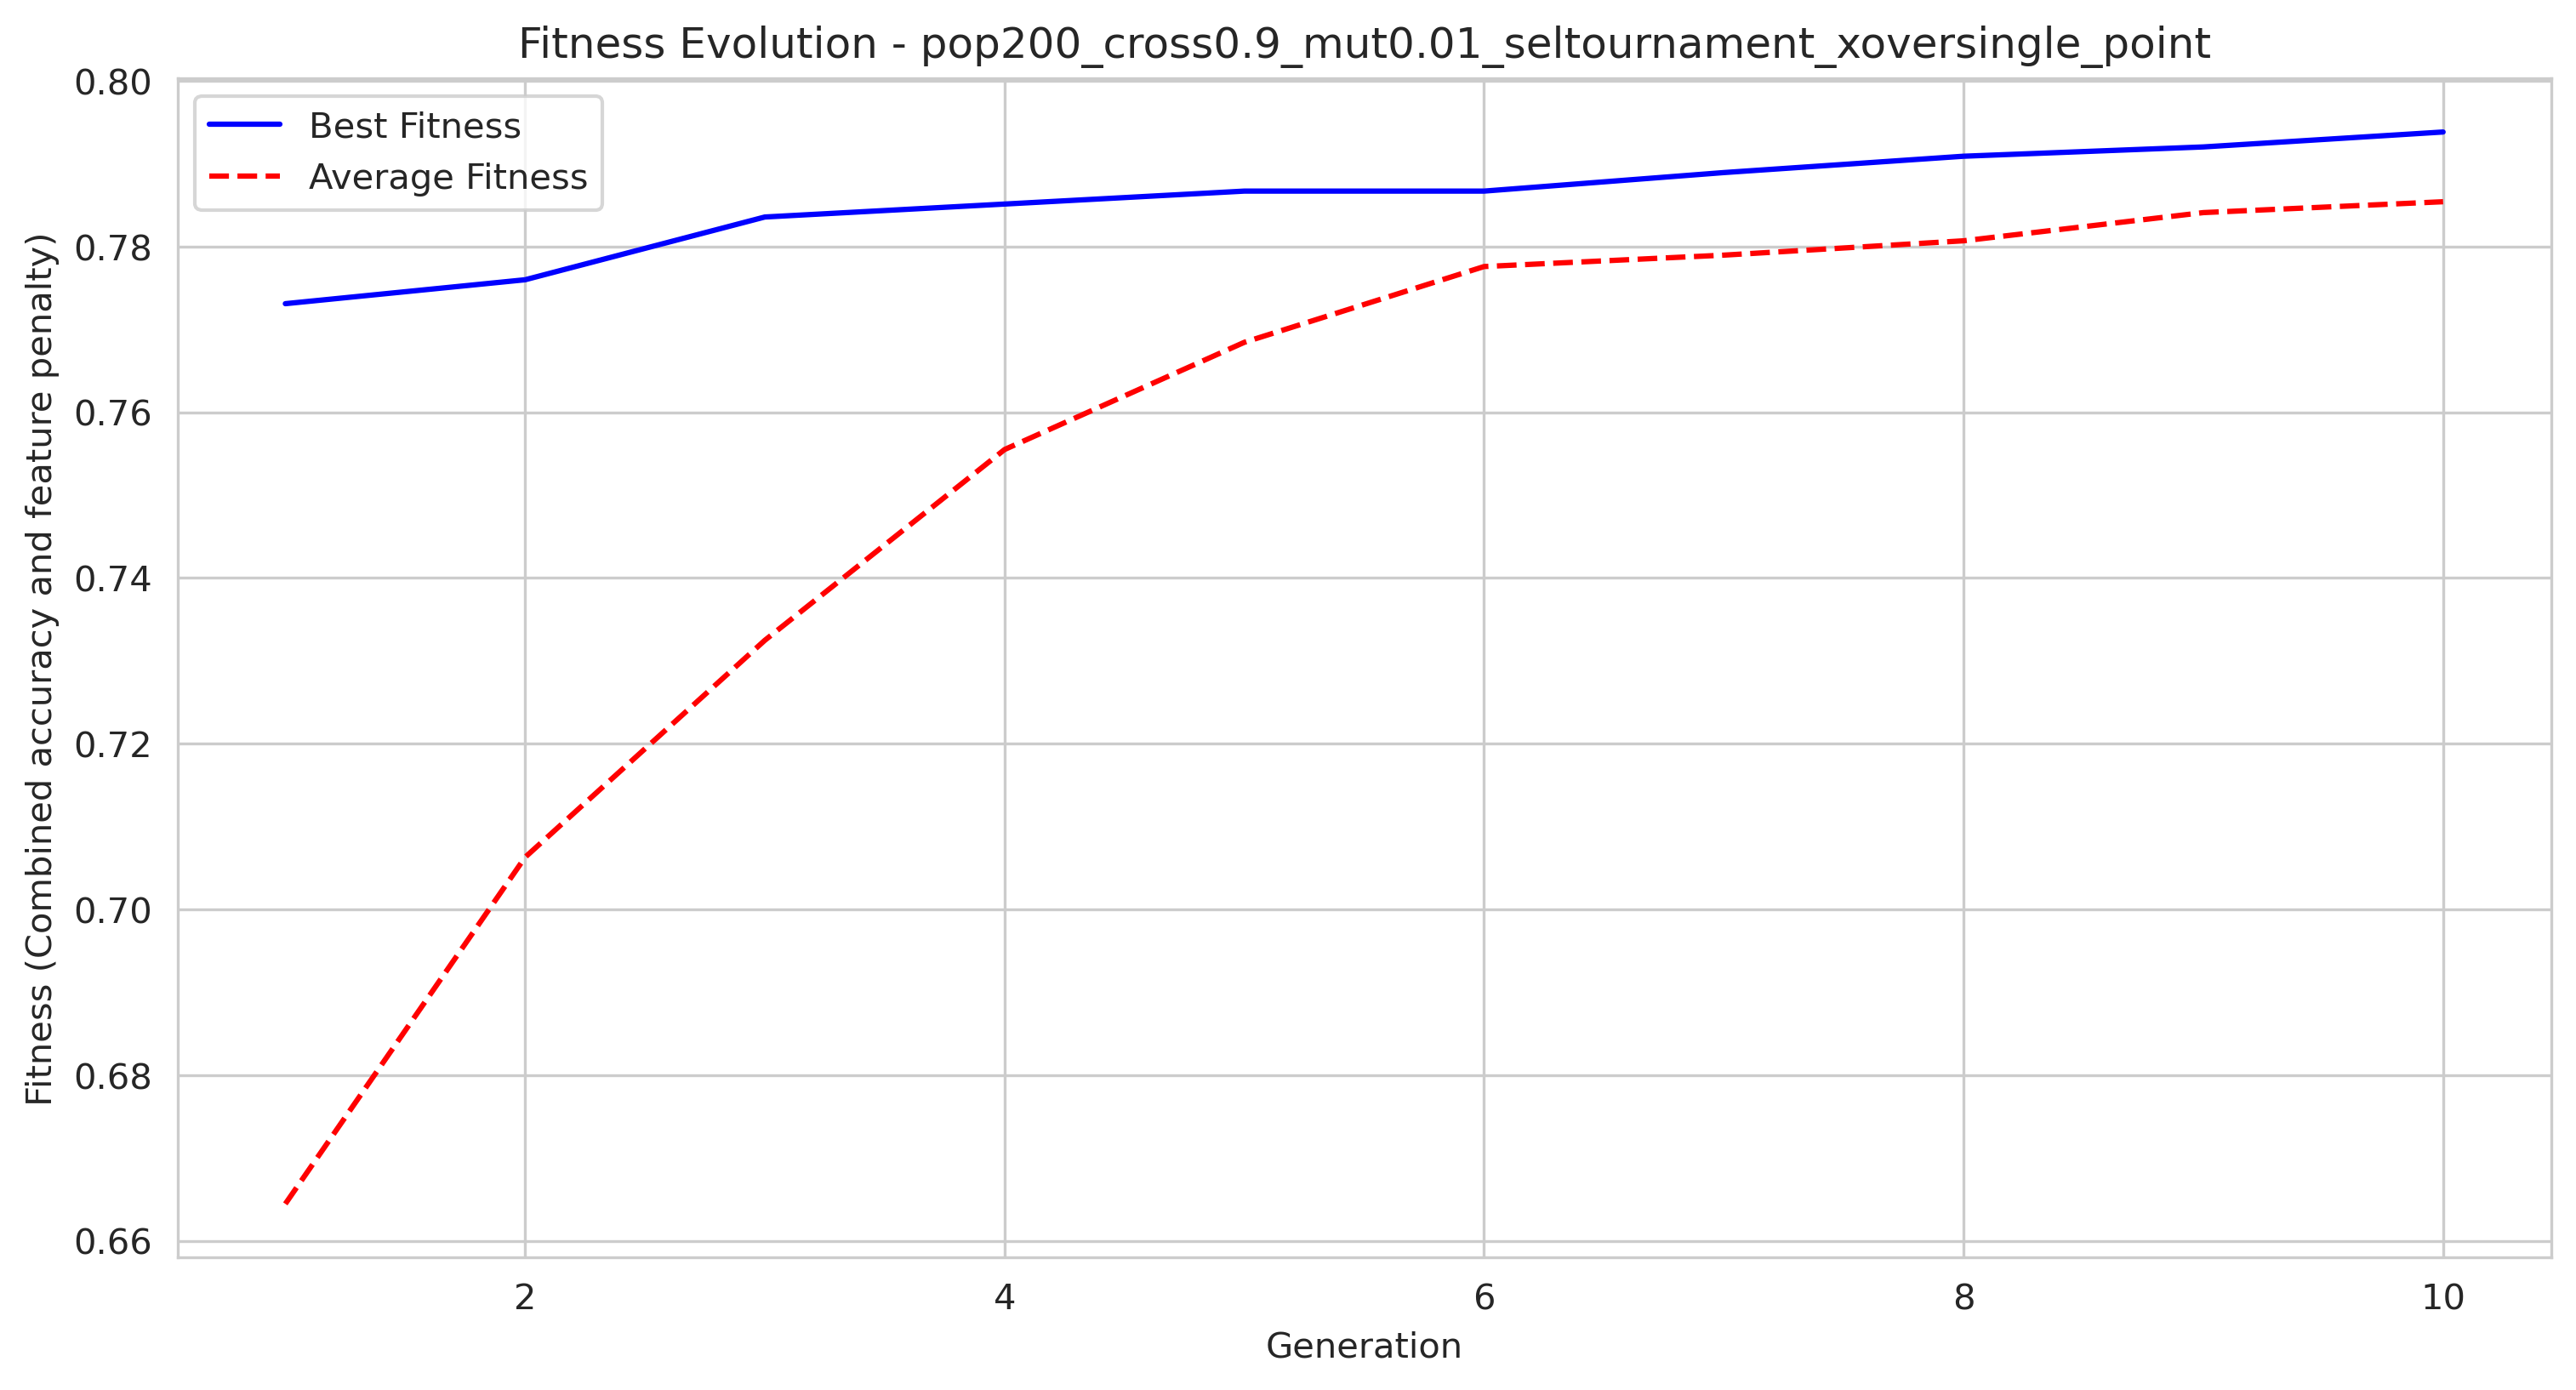 Fitness Evolution - pop200_cross0.9_mut0.01_seltournament_xoversingle_point
Best Fitness
Average Fitness
Fitness (Combined accuracy and feature penalty)
0.80
0.78
0.76
0.74
0.72
0.70
0.68
0.66
2
4
6
8
10
Generation